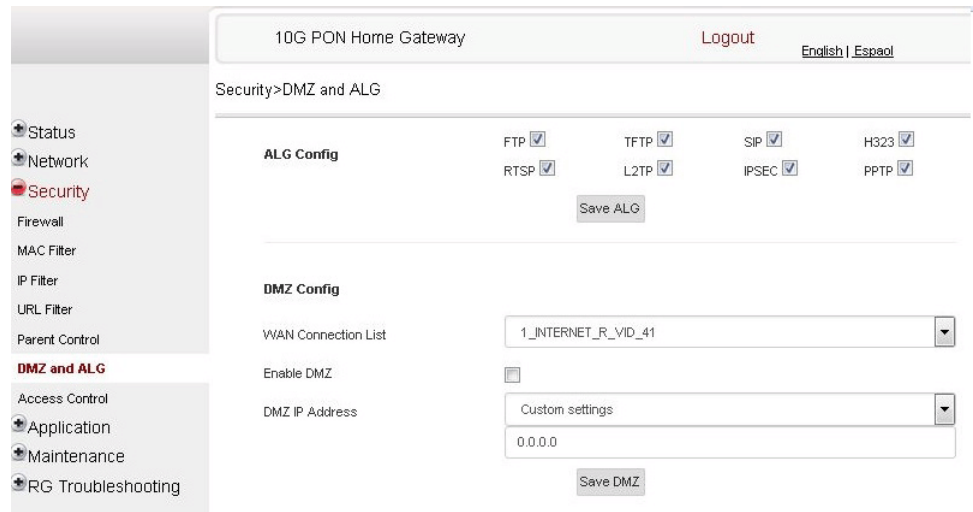 10G PON Home Gateway Logout English | Espaol
Security>DMZ and ALG
Status
Network
Security
Firewall
MAC Filter
IP Filter
URL Filter
Parent Control
DMZ and ALG
Access Control
Application
Maintenance
RG Troubleshooting
ALG Config
FTP TFTP SIP H323
RTSP L2TP IPSEC PPTP
Save ALG
DMZ Config
WAN Connection List 1_INTERNET_R_VID_41
Enable DMZ
DMZ IP Address Custom settings
0.0.0.0
Save DMZ